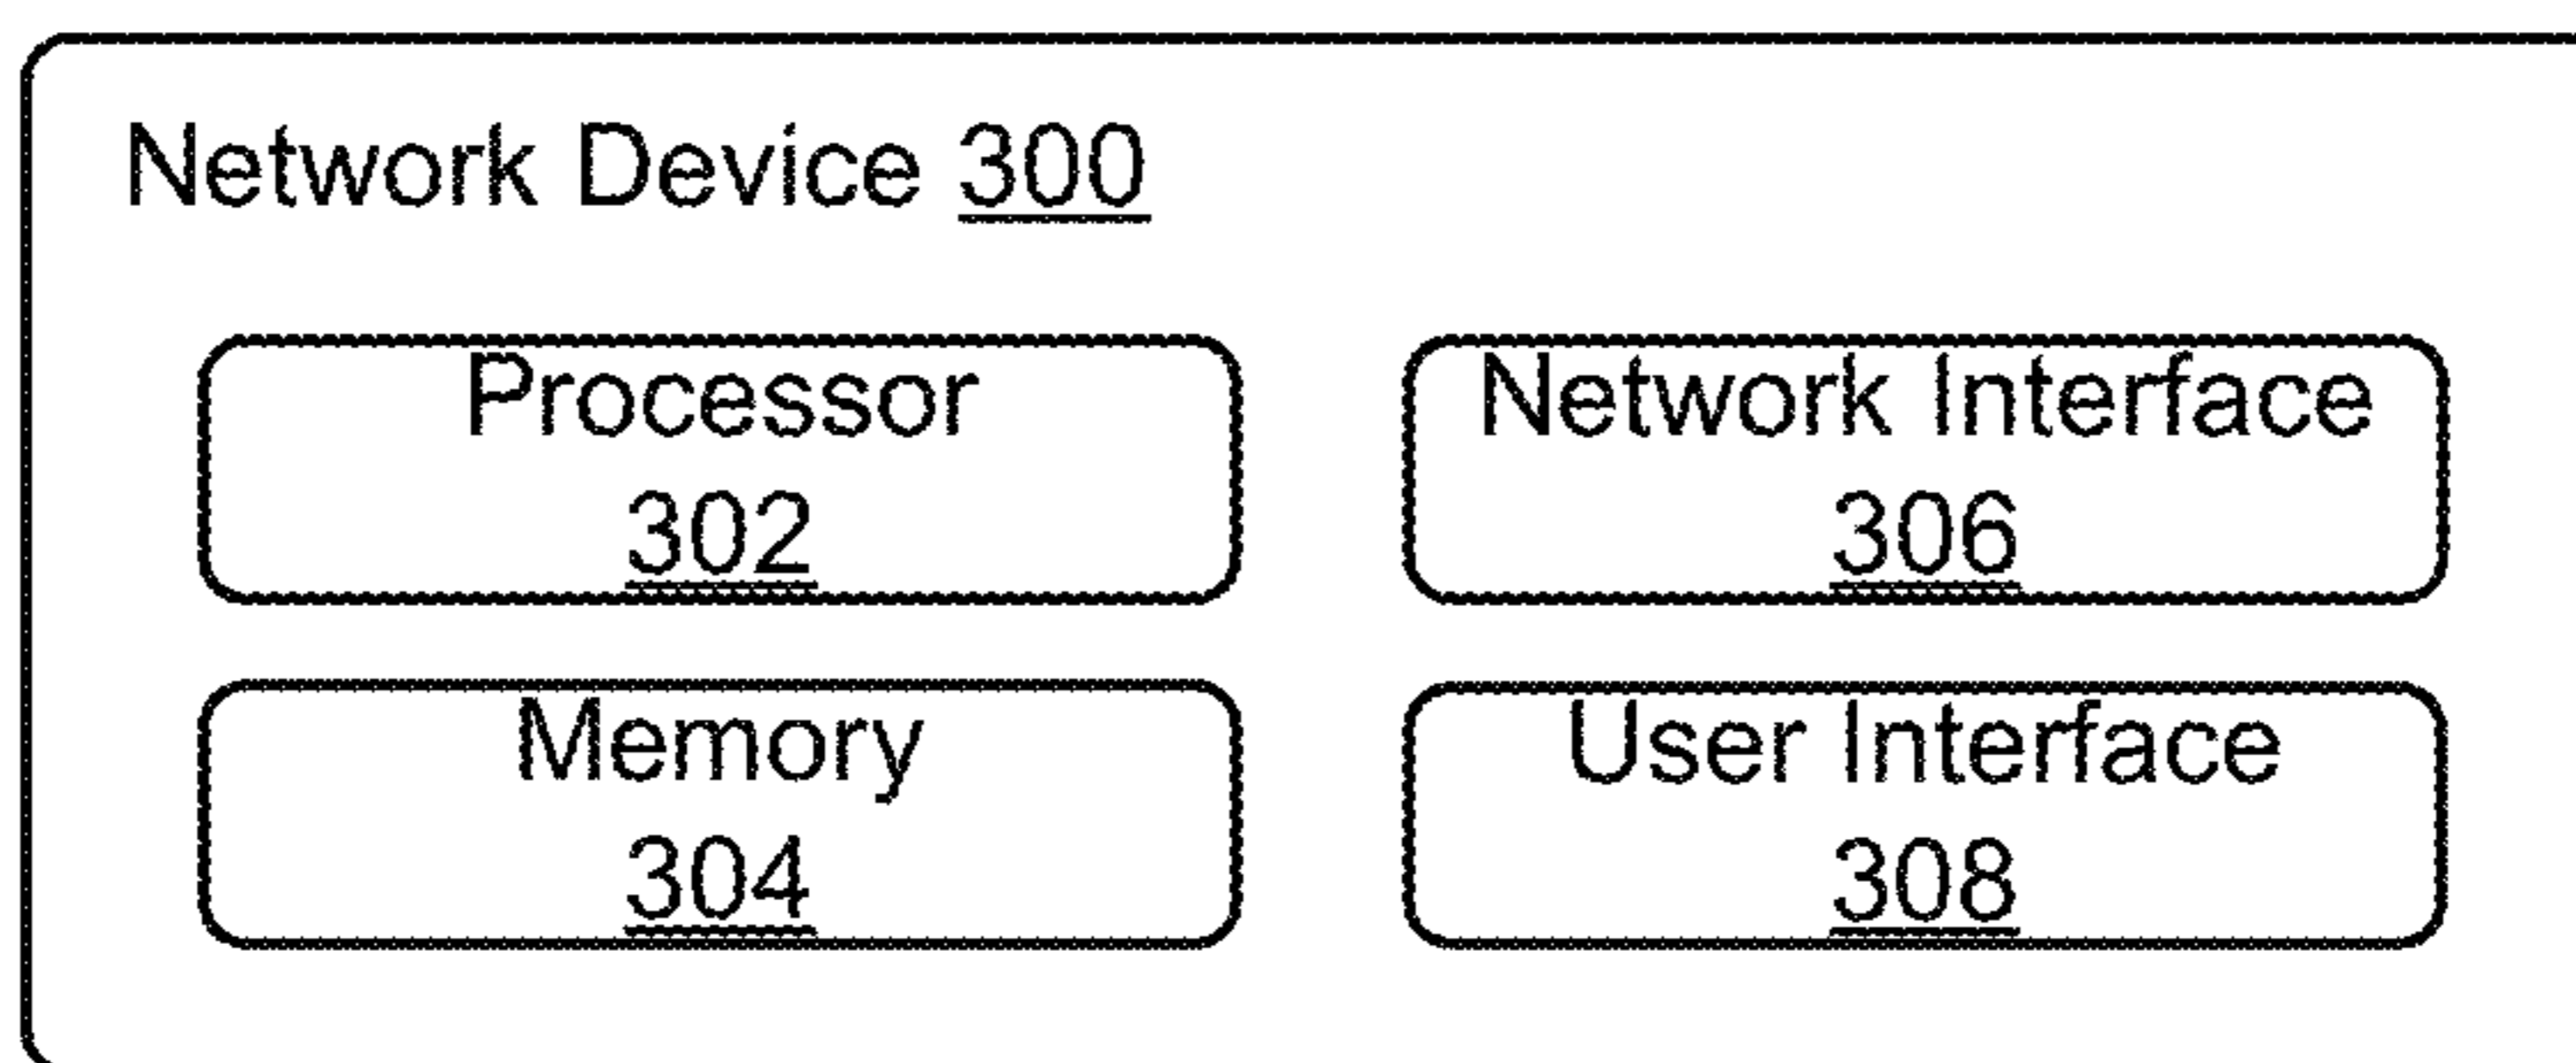 Network Device 300
Processor
302
Network Interface
306
Memory
304
User Interface
308